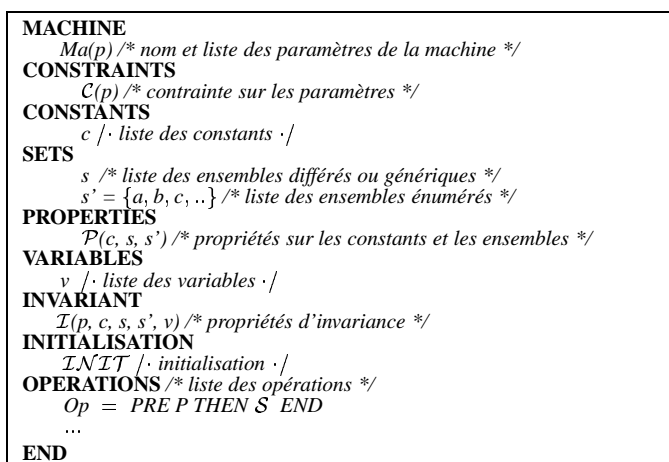 MACHINE
Ma(p) /* nom et liste des paramètres de la machine */
CONSTRAINTS
C(p) /* contrainte sur les paramètres */
CONSTANTS
c /· liste des constants ·/
SETS
s /* liste des ensembles différés ou génériques */
s' = {a, b, c, ..} /* liste des ensembles énumérés */
PROPERTIES
P(c, s, s') /* propriétés sur les constants et les ensembles */
VARIABLES
v /· liste des variables ·/
INVARIANT
I(p, c, s, s', v) /* propriétés d'invariance */
INITIALISATION
INIT /· initialisation ·/
OPERATIONS /* liste des opérations */
Op = PRE P THEN S END
...
END